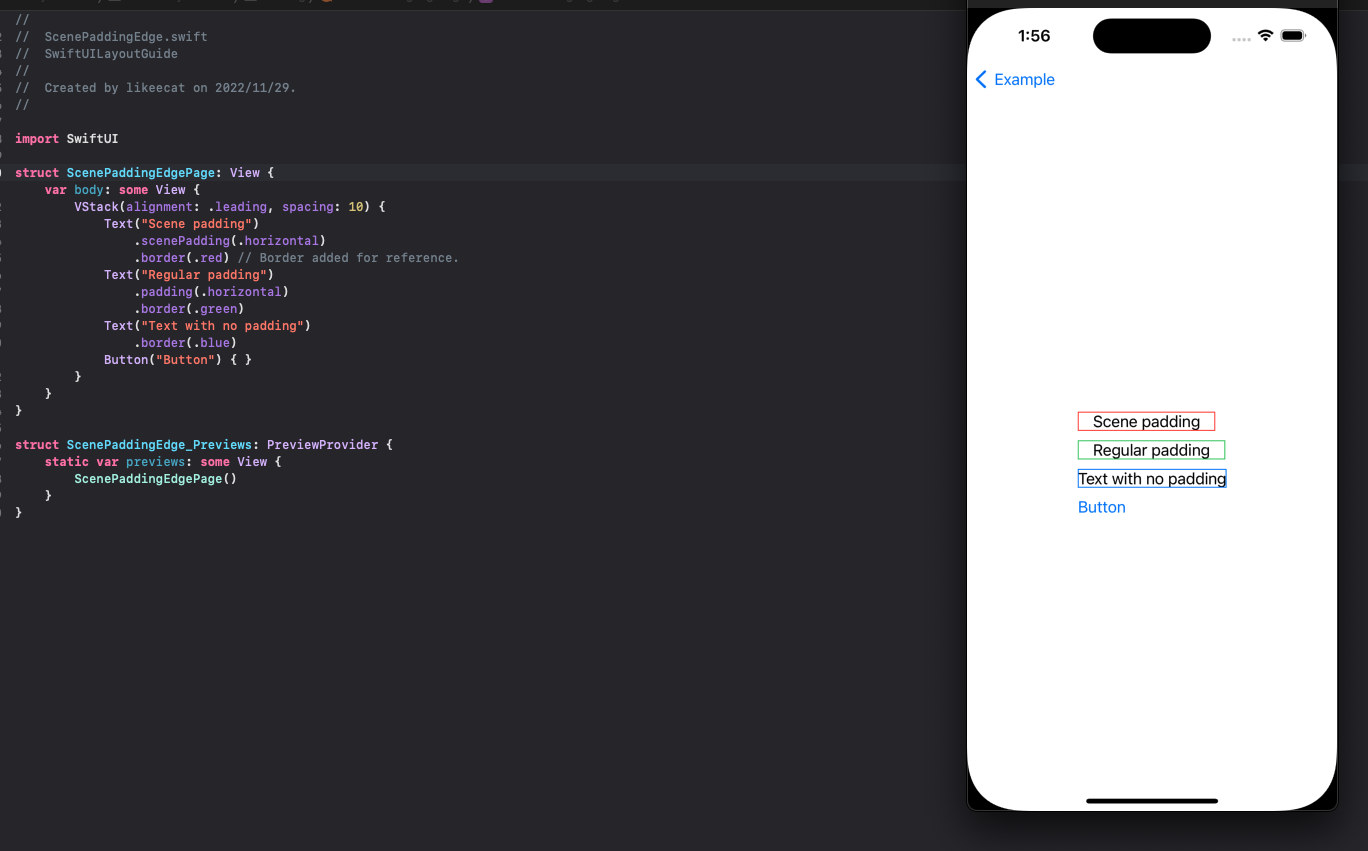 //
//  ScenePaddingEdge.swift
//  SwiftUILayoutGuide
//
//  Created by likeecat on 2022/11/29.
//
import SwiftUI
struct ScenePaddingEdgePage: View {
    var body: some View {
        VStack(alignment: .leading, spacing: 10) {
            Text("Scene padding")
                .scenePadding(.horizontal)
                .border(.red) // Border added for reference.
            Text("Regular padding")
                .padding(.horizontal)
                .border(.green)
            Text("Text with no padding")
                .border(.blue)
            Button("Button") { }
        }
    }
}
struct ScenePaddingEdge_Previews: PreviewProvider {
    static var previews: some View {
        ScenePaddingEdgePage()
    }
}
1:56
Example
Scene padding
Regular padding
Text with no padding
Button